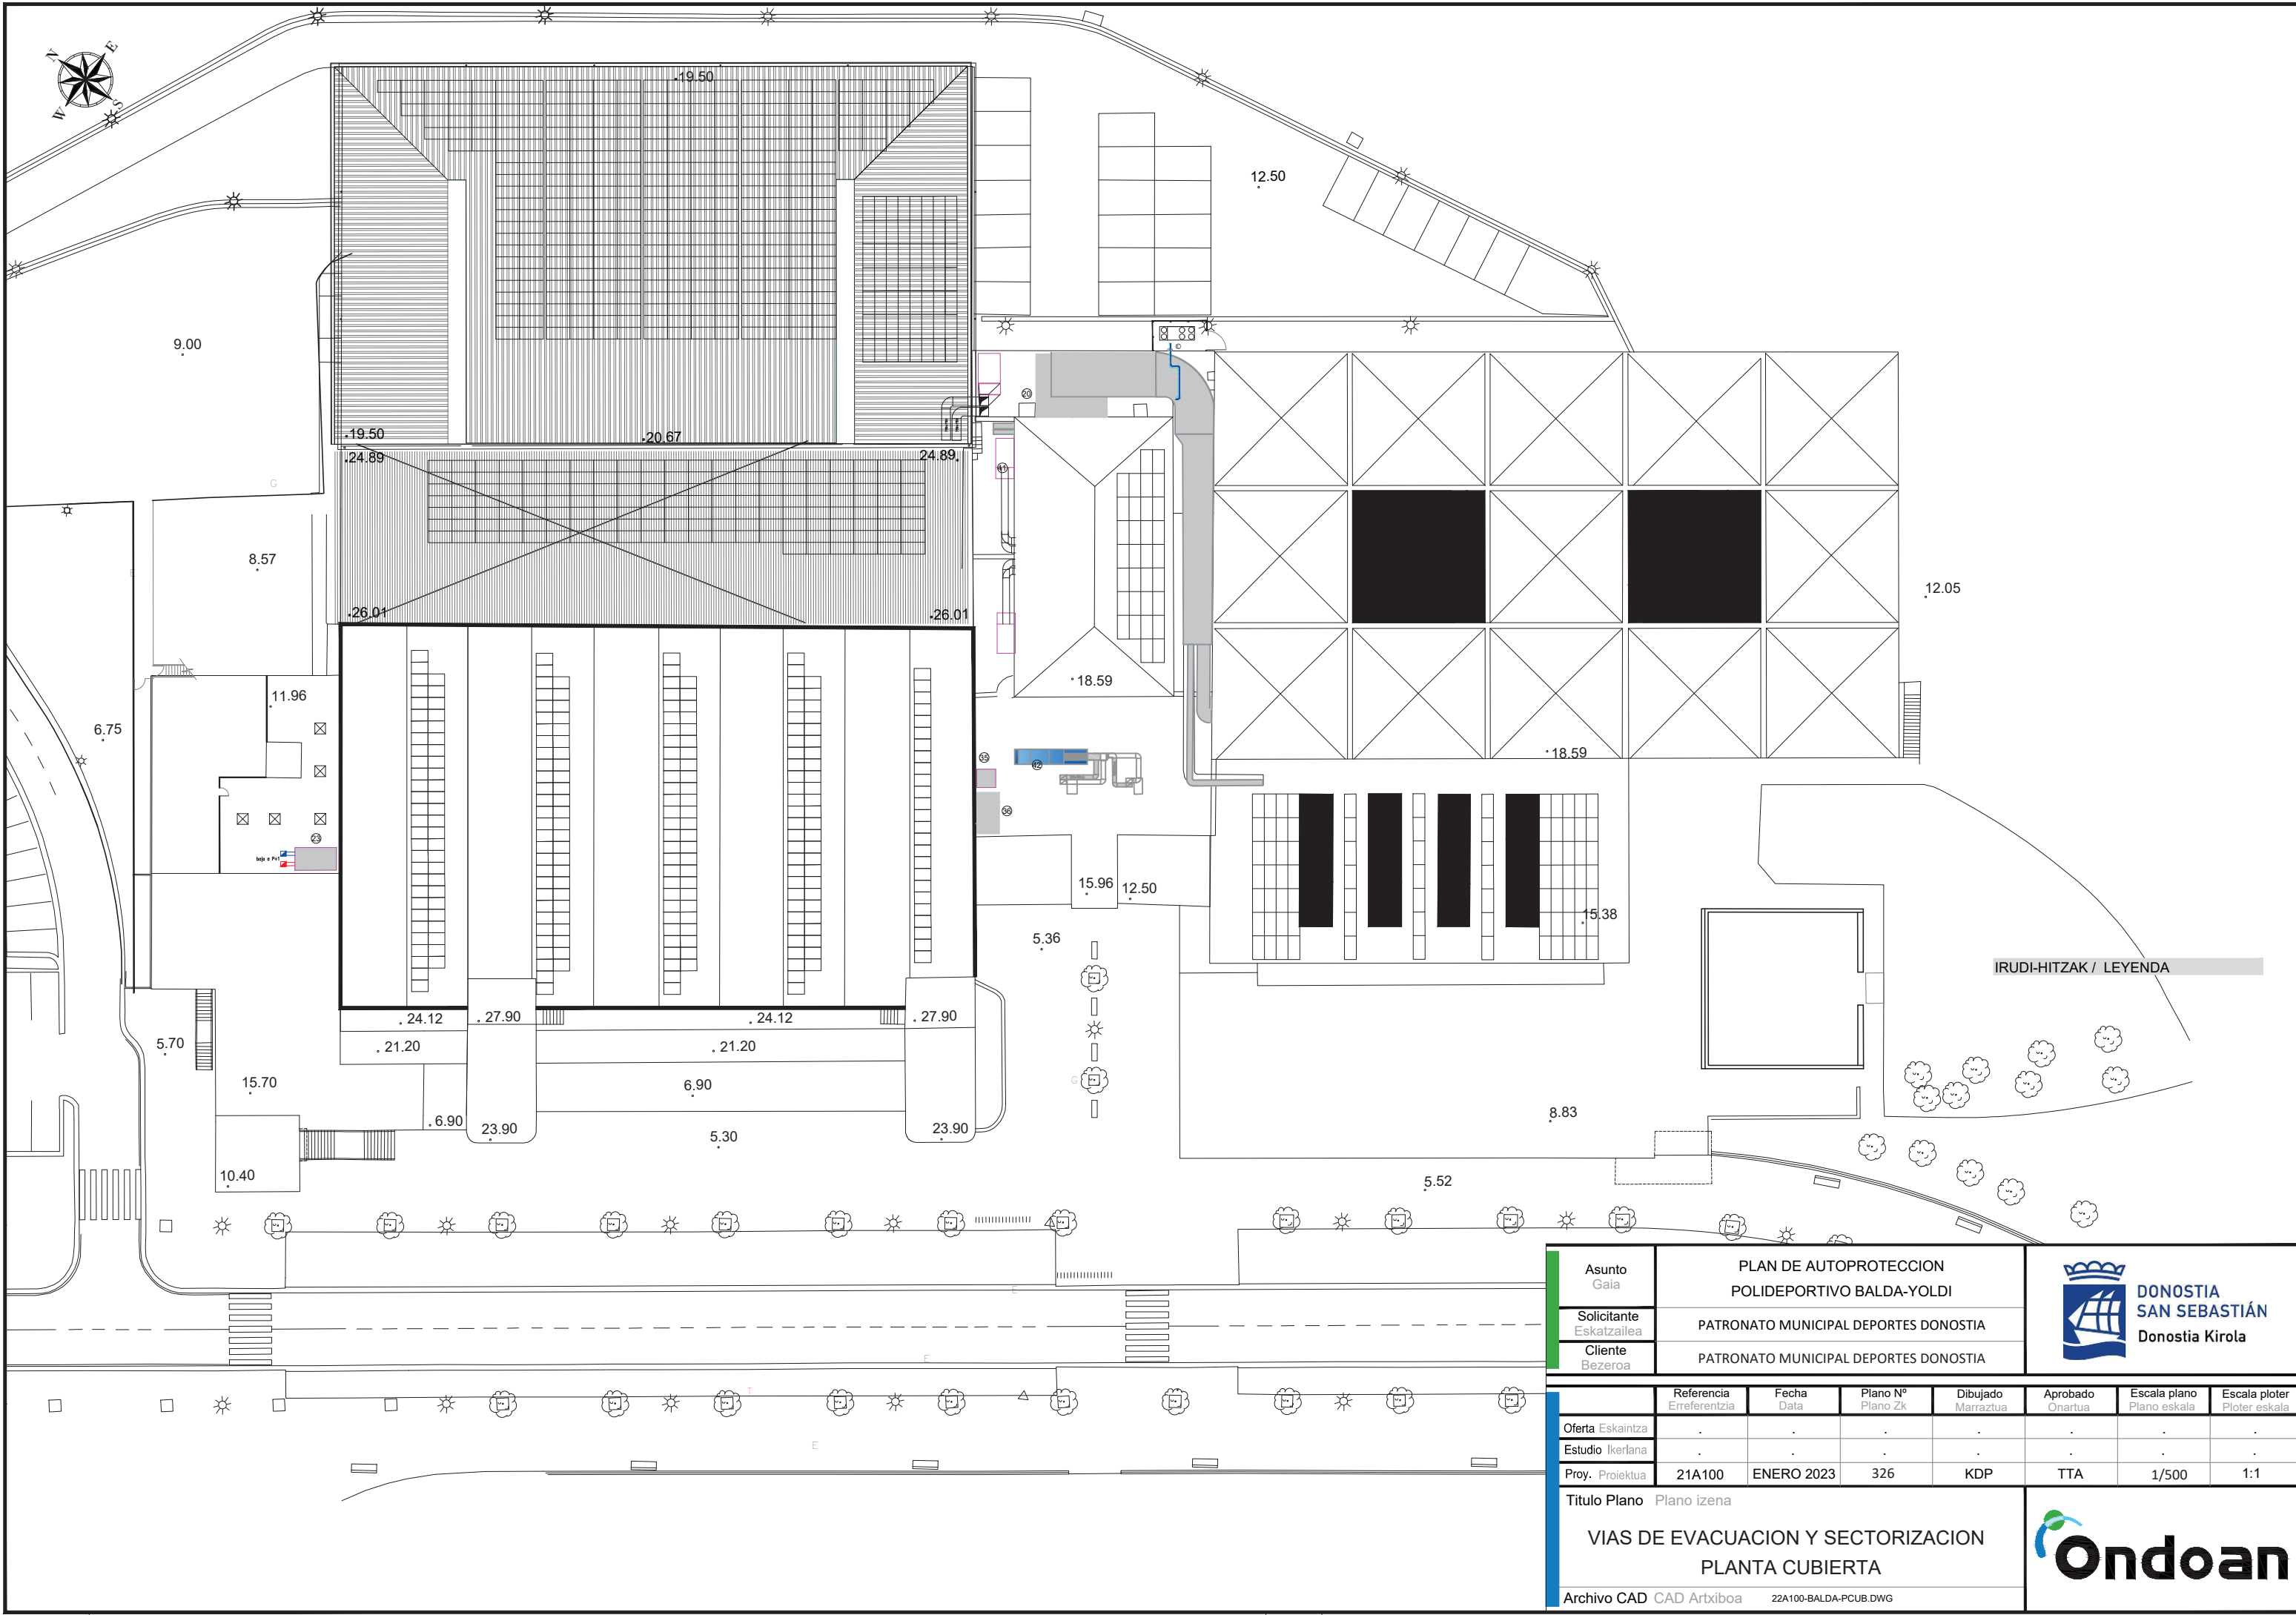 N
E
W
S
19.50
12.50
9.00
20
19.50
20.67
24.89
24.89
41
G
8.57
12.05
26.01
26.01
18.59
11.96
6.75
18.59
35
42
36
23
baja a P+1
15.96
12.50
15.38
5.36
IRUDI-HITZAK / LEYENDA
24.12
27.90
24.12
27.90
21.20
21.20
5.70
15.70
6.90
G
6.90
23.90
5.30
23.90
8.83
10.40
5.52
E
E
T
E
Asunto
Gaia
PLAN DE AUTOPROTECCION
POLIDEPORTIVO BALDA-YOLDI
Solicitante
Eskatzailea
PATRONATO MUNICIPAL DEPORTES DONOSTIA
Cliente
Bezeroa
PATRONATO MUNICIPAL DEPORTES DONOSTIA
DONOSTIA
SAN SEBASTIÁN
Donostia Kirola
Referencia Fecha Plano Nº Dibujado Aprobado Escala plano Escala ploter
Erreferentzia Data Plano Zk Marraztua Onartua Plano eskala Ploter eskala
Oferta Eskaintza . . . . . . .
Estudio Ikerlana . . . . . . .
Proy. Proiektua 21A100 ENERO 2023 326 KDP TTA 1/500 1:1
Titulo Plano Plano izena
VIAS DE EVACUACION Y SECTORIZACION
PLANTA CUBIERTA
Archivo CAD CAD Artxiboa 22A100-BALDA-PCUB.DWG
Ondoan